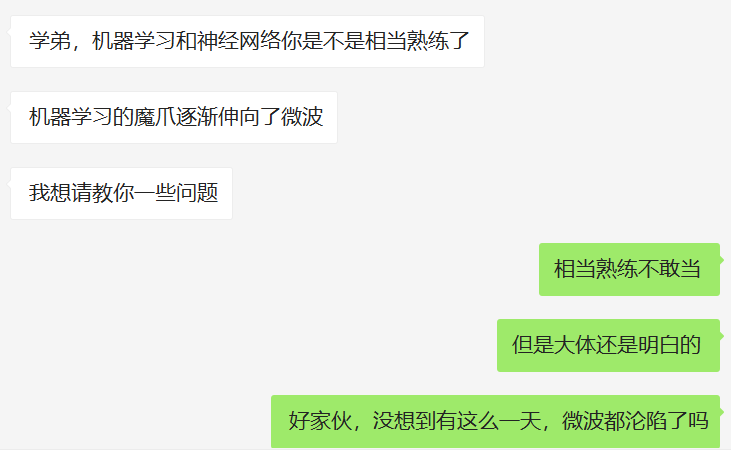 学弟，机器学习和神经网络你是不是相当熟练了
机器学习的魔爪逐渐伸向了微波
我想请教你一些问题
相当熟练不敢当
但是大体还是明白的
好家伙，没想到有这么一天，微波都沦陷了吗